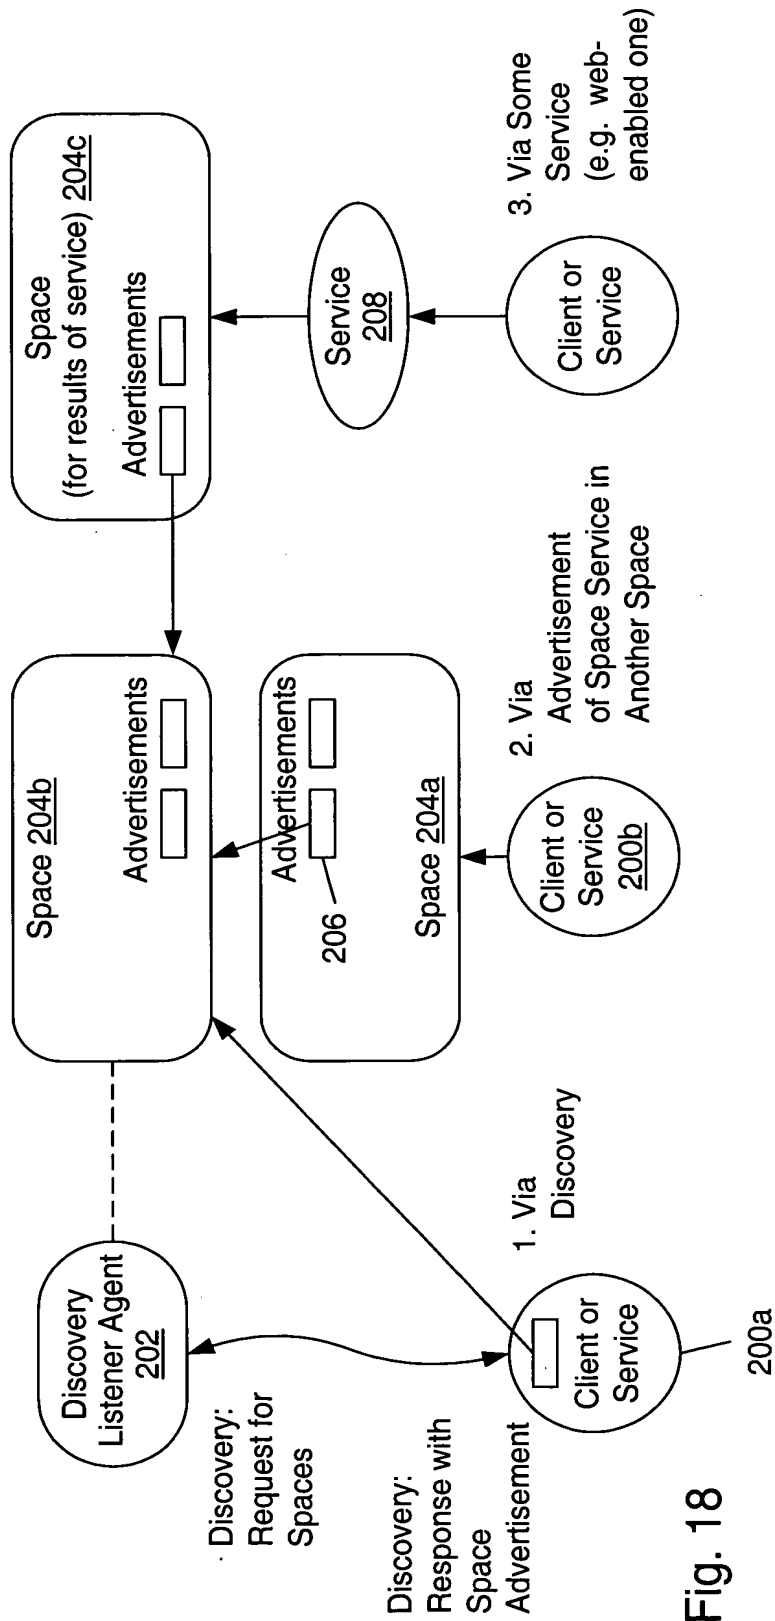 Discovery
Listener Agent
202
Discovery:
Request for
Spaces
Discovery:
Response with
Space
Advertisement
Client or
Service
200a
1. Via
Discovery
Space 204b
Advertisements
Advertisements
206
Space 204a
Client or
Service
200b
2. Via
Advertisement
of Space Service in
Another Space
Space
(for results of service) 204c
Advertisements
Service
208
Client or
Service
3. Via Some
Service
(e.g. web-
enabled one)
Fig. 18